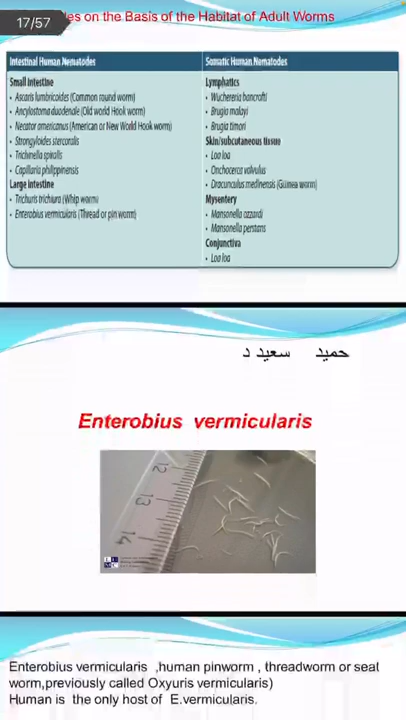 17/57
es on the Basis of the Habitat of Adult Worms
Intestinal Human Nematodes
Small intestine
• Ascaris lumbricoides (Common round worm)
• Ancylostoma duodenale (Old world Hook worm)
• Necator americanus (American or New World Hook worm)
• Strongyloides stercoralis
• Trichinella spiralis
• Capillaria philippinensis
Large intestine
• Trichuris trichiura (Whip worm)
• Enterobius vermicularis (Thread or pin worm)
Somatic Human Nematodes
Lymphatics
• Wuchereria bancrofti
• Brugia malayi
• Brugia timori
Skin/subcutaneous tissue
• Loa loa
• Onchocerca volvulus
• Dracunculus medinensis (Guinea worm)
Mysentery
• Mansonella ozzardi
• Mansonella perstans
Conjunctiva
• Loa loa
حميد سعيد د
Enterobius vermicularis
12
13
14
Enterobius vermicularis ,human pinworm , threadworm or seat
worm,previously called Oxyuris vermicularis)
Human is the only host of E.vermicularis.